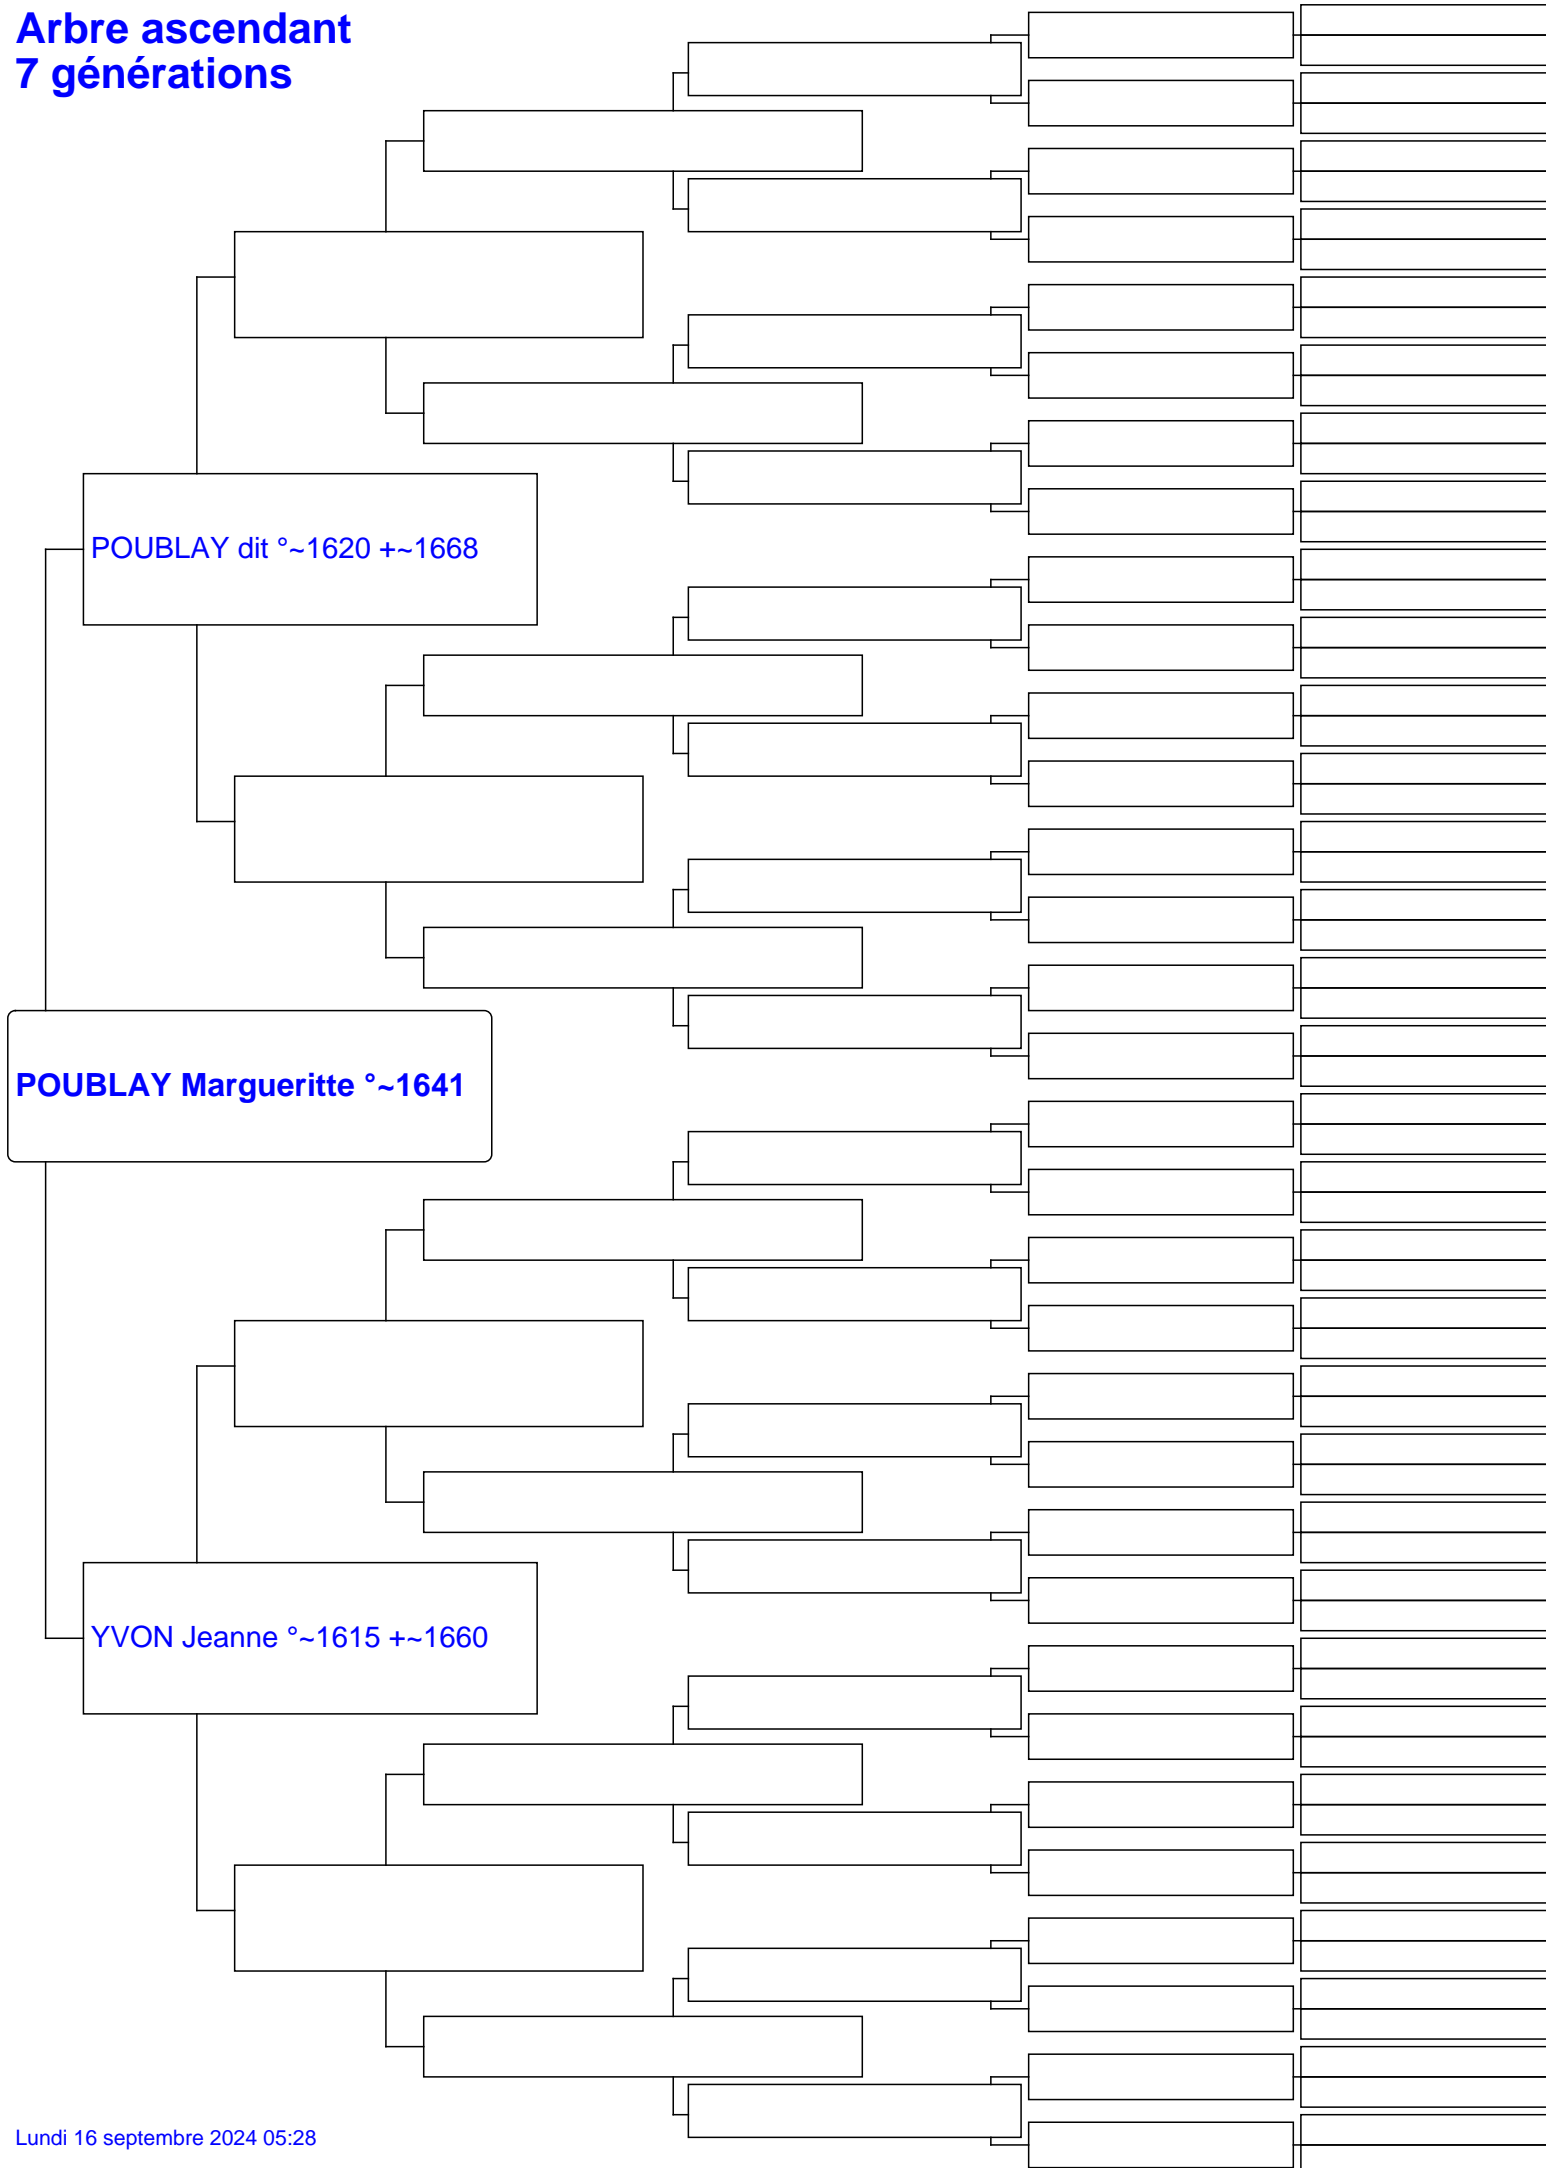 Arbre ascendant
7 générations
POUBLAY dit °~1620 +~1668
POUBLAY Margueritte °~1641
YVON Jeanne °~1615 +~1660
Lundi 16 septembre 2024 05:28